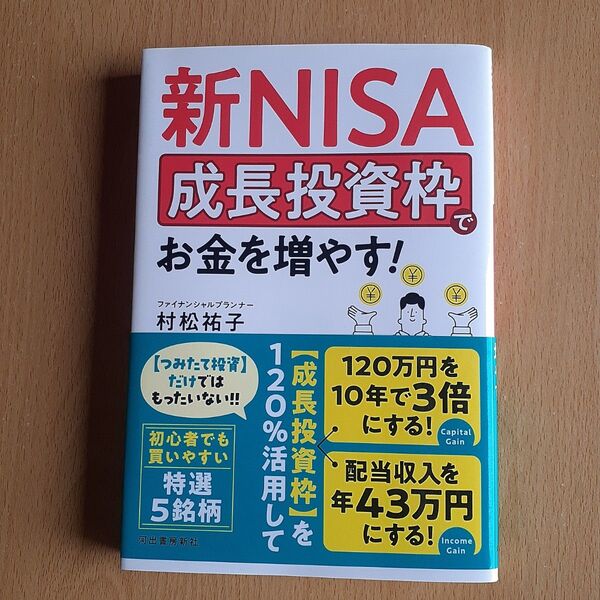 新NISA
成長投資枠で
お金を増やす!
ファイナンシャルプランナー
村松祐子
¥
¥
¥
【つみたて投資】
だけでは
もったいない!!
初心者でも
買いやすい
特選
5銘柄
【成長投資枠】を
120%活用して
120万円を
10年で3倍
にする!
Capital
Gain
配当収入を
年43万円
にする!
Income
Gain
河出書房新社